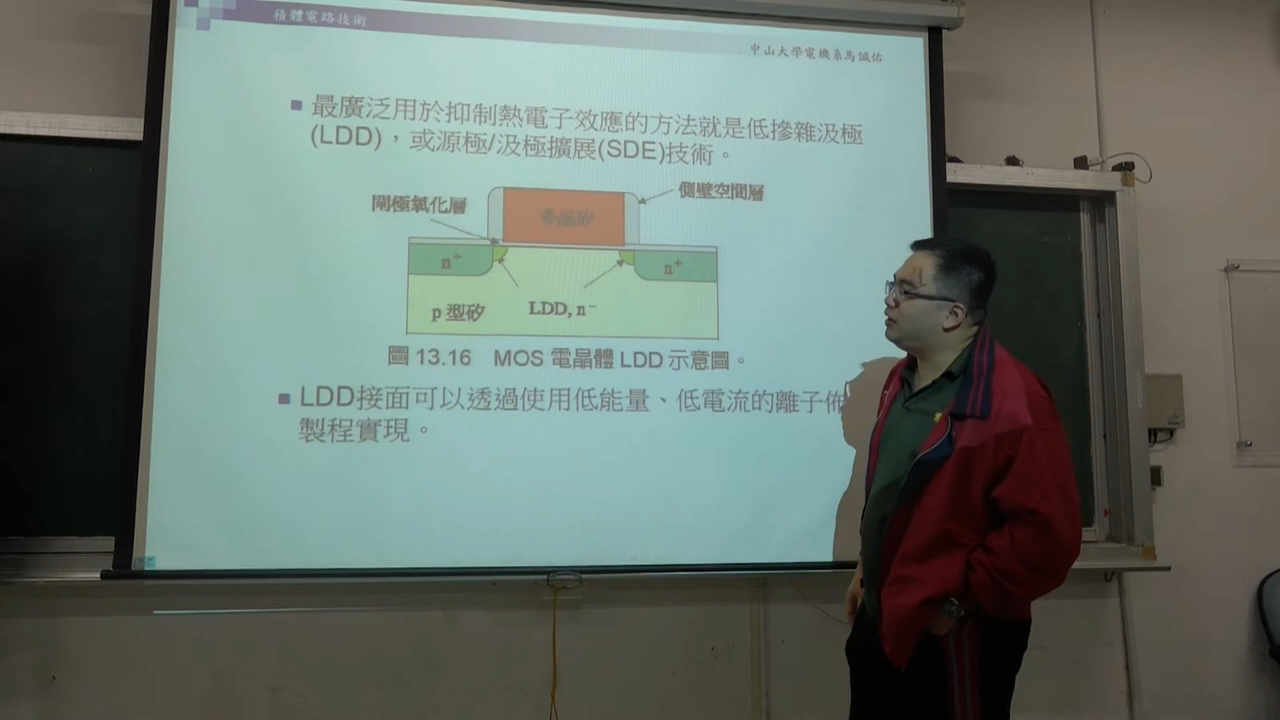 積體電路技術
中山大學電機系馬誠佑
■ 最廣泛用於抑制熱電子效應的方法就是低摻雜汲極
(LDD),或源極/汲極擴展(SDE)技術。
閘極氧化層
多晶矽
側壁空間層
n⁺
n⁺
p 型矽
LDD, n⁻
圖 13.16 MOS 電晶體 LDD 示意圖。
■ LDD接面可以透過使用低能量、低電流的離子佈
製程實現。